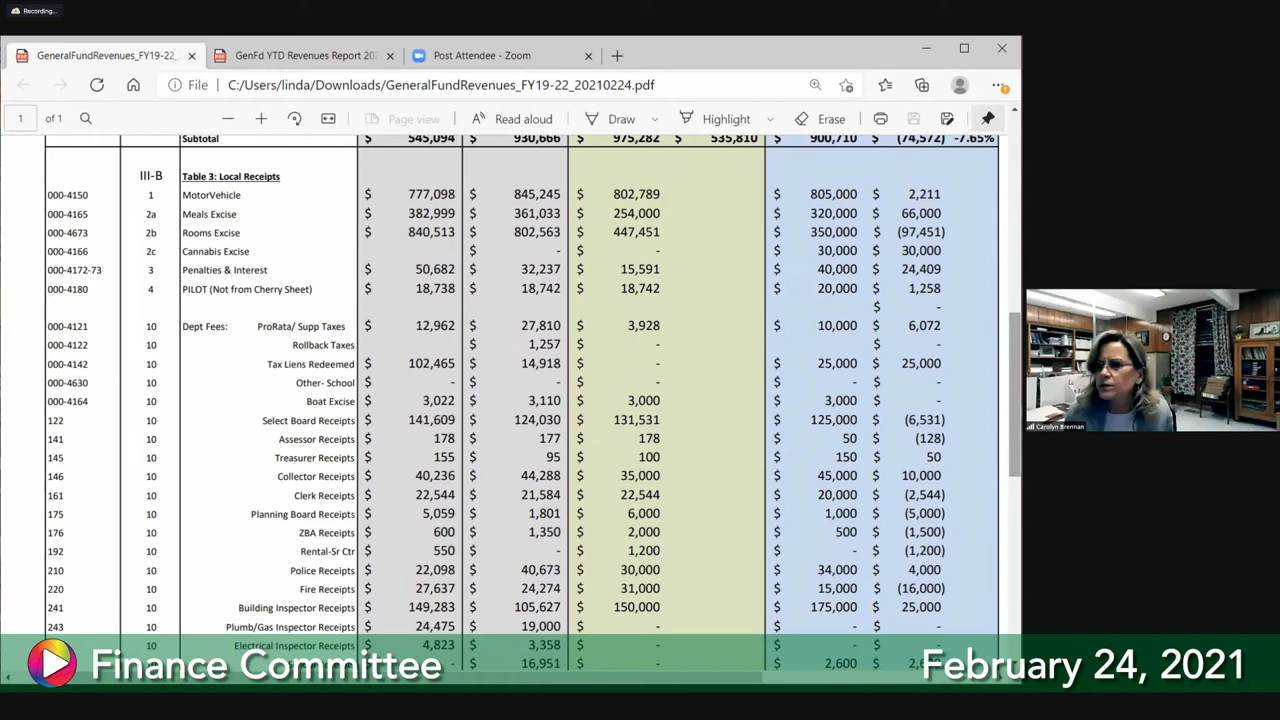 Recording...
GeneralFundRevenues_FY19-22_
GenFd YTD Revenues Report 202
Post Attendee - Zoom
File C:/Users/linda/Downloads/GeneralFundRevenues_FY19-22_20210224.pdf
1 of 1 Page view Read aloud Draw Highlight Erase
Subtotal $ 545,094 $ 930,666 $ 975,282 $ 535,810 $ 900,710 $ (74,572) -7.65%
III-B Table 3: Local Receipts
000-4150 1 MotorVehicle $ 777,098 $ 845,245 $ 802,789 $ 805,000 $ 2,211
000-4165 2a Meals Excise $ 382,999 $ 361,033 $ 254,000 $ 320,000 $ 66,000
000-4673 2b Rooms Excise $ 840,513 $ 802,563 $ 447,451 $ 350,000 $ (97,451)
000-4166 2c Cannabis Excise $ - $ - $ 30,000 $ 30,000
000-4172-73 3 Penalties & Interest $ 50,682 $ 32,237 $ 15,591 $ 40,000 $ 24,409
000-4180 4 PILOT (Not from Cherry Sheet) $ 18,738 $ 18,742 $ 18,742 $ 20,000 $ 1,258
$ -
000-4121 10 Dept Fees: ProRata/ Supp Taxes $ 12,962 $ 27,810 $ 3,928 $ 10,000 $ 6,072
000-4122 10 Rollback Taxes $ 1,257 $ - $ -
000-4142 10 Tax Liens Redeemed $ 102,465 $ 14,918 $ - $ 25,000 $ 25,000
000-4630 10 Other- School $ - $ - $ - $ - $ -
000-4164 10 Boat Excise $ 3,022 $ 3,110 $ 3,000 $ 3,000 $ -
122 10 Select Board Receipts $ 141,609 $ 124,030 $ 131,531 $ 125,000 $ (6,531)
141 10 Assessor Receipts $ 178 $ 177 $ 178 $ 50 $ (128)
145 10 Treasurer Receipts $ 155 $ 95 $ 100 $ 150 $ 50
146 10 Collector Receipts $ 40,236 $ 44,288 $ 35,000 $ 45,000 $ 10,000
161 10 Clerk Receipts $ 22,544 $ 21,584 $ 22,544 $ 20,000 $ (2,544)
175 10 Planning Board Receipts $ 5,059 $ 1,801 $ 6,000 $ 1,000 $ (5,000)
176 10 ZBA Receipts $ 600 $ 1,350 $ 2,000 $ 500 $ (1,500)
192 10 Rental-Sr Ctr $ 550 $ - $ 1,200 $ - $ (1,200)
210 10 Police Receipts $ 22,098 $ 40,673 $ 30,000 $ 34,000 $ 4,000
220 10 Fire Receipts $ 27,637 $ 24,274 $ 31,000 $ 15,000 $ (16,000)
241 10 Building Inspector Receipts $ 149,283 $ 105,627 $ 150,000 $ 175,000 $ 25,000
243 10 Plumb/Gas Inspector Receipts $ 24,475 $ 19,000 $ - $ - $ -
10 Electrical Inspector Receipts $ 4,823 $ 3,358 $ - $ - $ -
- $ 16,951 $ - $ 2,600 $
Carolyn Brennan
Finance Committee
February 24, 2021